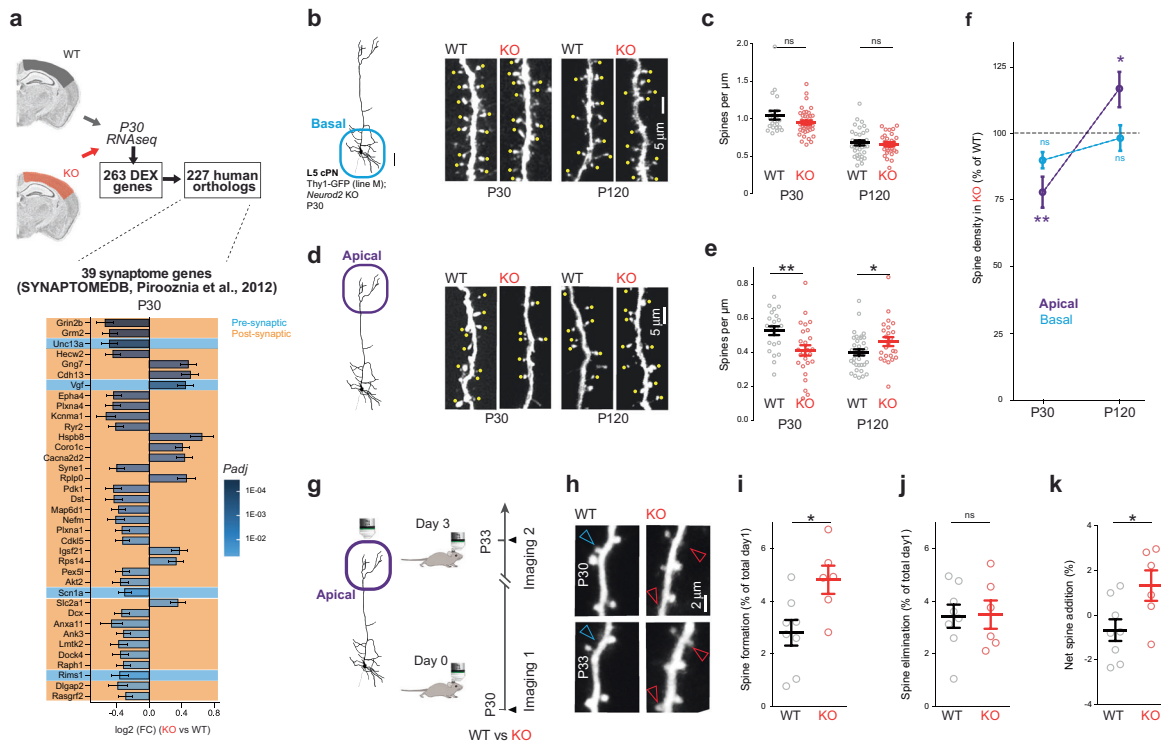 a
WT
KO
P30
RNAseq
263 DEX
genes
227 human
orthologs
39 synaptome genes
(SYNAPTOMEDB, Pirooznia et al., 2012)
P30
Grin2b
Grm2
Unc13a
Hecw2
Gng7
Cdh13
Vgf
Epha4
Plxna4
Kcnma1
Ryr2
Hspb8
Coro1c
Cacna2d2
Syne1
Rplp0
Pdk1
Dst
Map6d1
Nefm
Plxna1
Cdkl5
Igsf21
Rps14
Pex5l
Akt2
Scn1a
Slc2a1
Dcx
Anxa11
Ank3
Lmtk2
Dock4
Raph1
Rims1
Dlgap2
Rasgrf2
Pre-synaptic
Post-synaptic
Padj
1E-04
1E-03
1E-02
-0.4
0.0
0.4
0.8
log2 (FC) (KO vs WT)
b
Basal
L5 cPN
Thy1-GFP (line M);
Neurod2 KO
P30
WT
KO
WT
KO
5 µm
P30
P120
c
ns
ns
Spines per µm
2.0
1.6
1.2
1.0
0.6
0.4
0
WT
KO
WT
KO
P30
P120
d
Apical
WT
KO
WT
KO
5 µm
P30
P120
e
**
*
Spines per µm
0.8
0.6
0.4
0.2
0
WT
KO
WT
KO
P30
P120
f
Spine density in KO (% of WT)
125
100
75
50
25
0
*
ns
ns
**
Apical
Basal
P30
P120
g
Apical
Day 3
Day 0
P33
P30
Imaging 2
Imaging 1
WT vs KO
h
WT
KO
P30
P33
2 µm
i
*
Spine formation (% of total day1)
6
4
2
0
WT
KO
j
ns
Spine elimination (% of total day1)
6
4
2
0
WT
KO
k
*
Net spine addition (%)
4
2
0
-2
-4
WT
KO